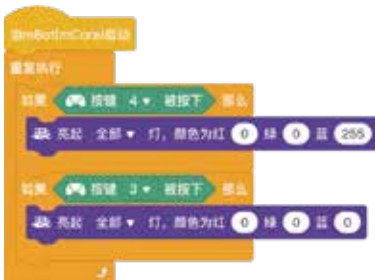 当mBot(mCore)启动
重复执行
如果 按键 4 被按下 那么
亮起 全部 灯，颜色为红 0 绿 0 蓝 255
如果 按键 3 被按下 那么
亮起 全部 灯，颜色为红 0 绿 0 蓝 0